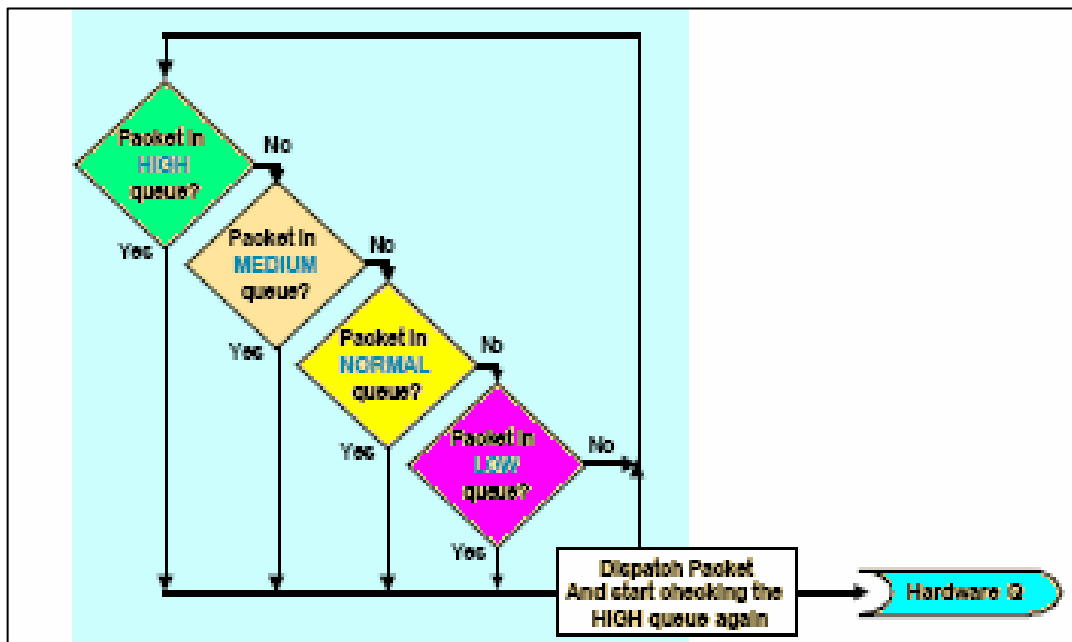 Packet in
HIGH
queue?
No
Yes
Packet in
MEDIUM
queue?
No
Yes
Packet in
NORMAL
queue?
No
Yes
Packet in
LOW
queue?
No
Yes
Dispatch Packet
And start checking the
HIGH queue again
Hardware Q